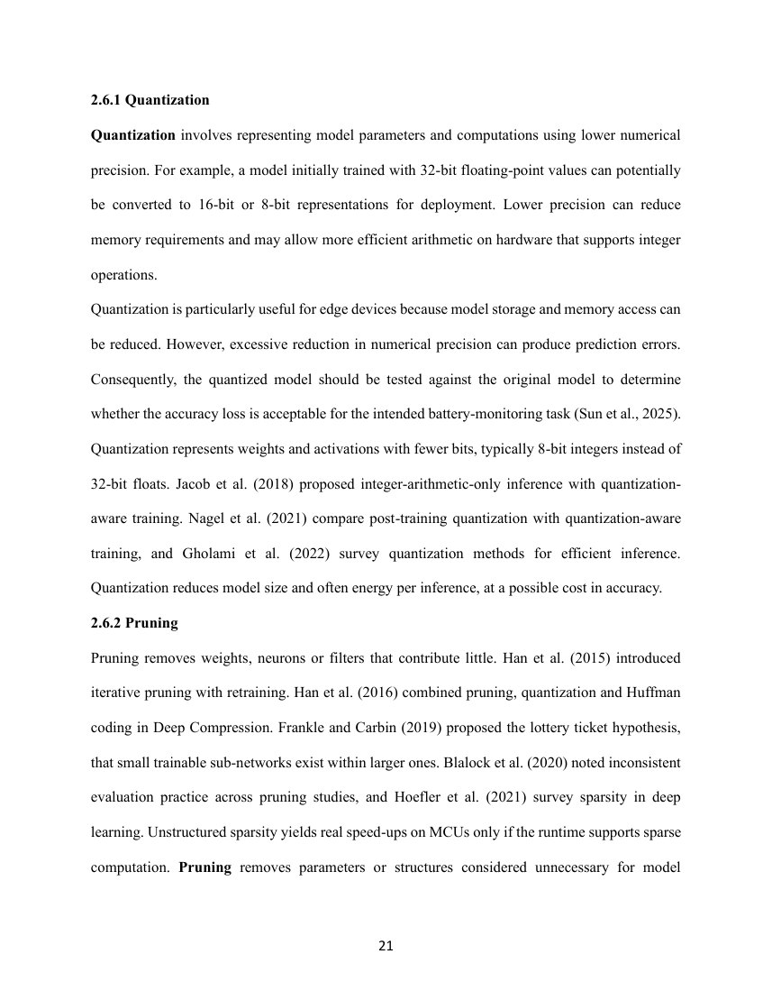 2.6.1 Quantization
Quantization involves representing model parameters and computations using lower numerical
precision. For example, a model initially trained with 32-bit floating-point values can potentially
be converted to 16-bit or 8-bit representations for deployment. Lower precision can reduce
memory requirements and may allow more efficient arithmetic on hardware that supports integer
operations.
Quantization is particularly useful for edge devices because model storage and memory access can
be reduced. However, excessive reduction in numerical precision can produce prediction errors.
Consequently, the quantized model should be tested against the original model to determine
whether the accuracy loss is acceptable for the intended battery-monitoring task (Sun et al., 2025).
Quantization represents weights and activations with fewer bits, typically 8-bit integers instead of
32-bit floats. Jacob et al. (2018) proposed integer-arithmetic-only inference with quantization-
aware training. Nagel et al. (2021) compare post-training quantization with quantization-aware
training, and Gholami et al. (2022) survey quantization methods for efficient inference.
Quantization reduces model size and often energy per inference, at a possible cost in accuracy.
2.6.2 Pruning
Pruning removes weights, neurons or filters that contribute little. Han et al. (2015) introduced
iterative pruning with retraining. Han et al. (2016) combined pruning, quantization and Huffman
coding in Deep Compression. Frankle and Carbin (2019) proposed the lottery ticket hypothesis,
that small trainable sub-networks exist within larger ones. Blalock et al. (2020) noted inconsistent
evaluation practice across pruning studies, and Hoefler et al. (2021) survey sparsity in deep
learning. Unstructured sparsity yields real speed-ups on MCUs only if the runtime supports sparse
computation. Pruning removes parameters or structures considered unnecessary for model
21